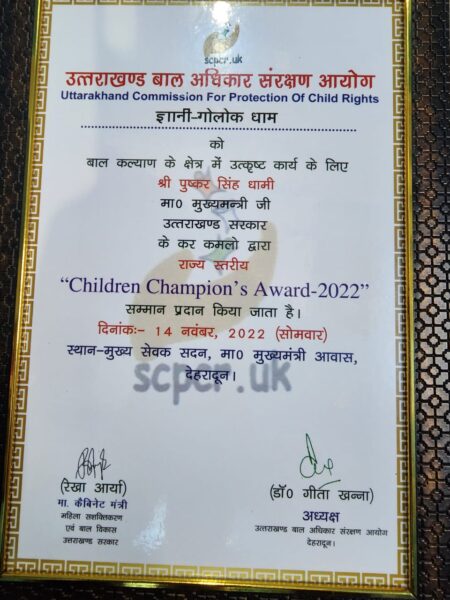 scpcr.uk
उत्तराखण्ड बाल अधिकार संरक्षण आयोग
Uttarakhand Commission For Protection Of Child Rights
ज्ञानी-गोलोक धाम
को
बाल कल्याण के क्षेत्र में उत्कृष्ट कार्य के लिए
श्री पुष्कर सिंह धामी
मा0 मुख्यमन्त्री जी
उत्तराखण्ड सरकार
के कर कमलो द्वारा
राज्य स्तरीय
“Children Champion’s Award-2022”
सम्मान प्रदान किया जाता है।
दिनांकः- 14 नवंबर, 2022 (सोमवार)
स्थान-मुख्य सेवक सदन, मा0 मुख्यमंत्री आवास,
देहरादून।
scpcr.uk
(रेखा आर्या)
मा. कैबिनेट मंत्री
महिला सशक्तिकरण
एवं बाल विकास
उत्तराखण्ड सरकार
(डॉ0 गीता खन्ना)
अध्यक्ष
उत्तराखण्ड बाल अधिकार संरक्षण आयोग
देहरादून।